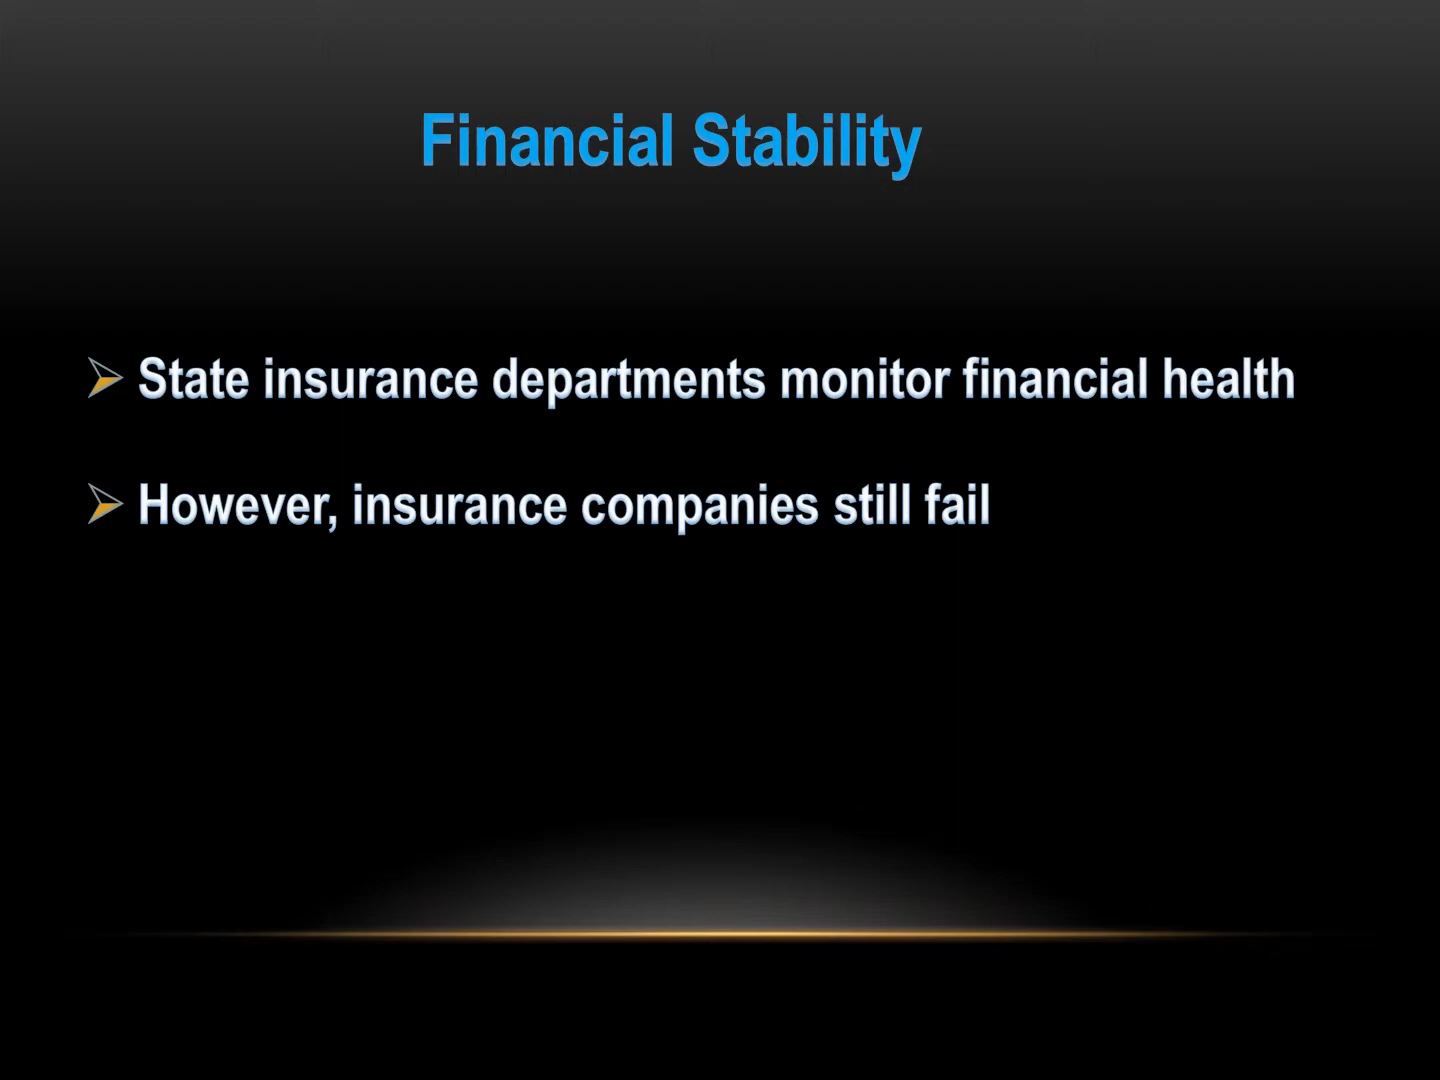 Financial Stability
State insurance departments monitor financial health
However, insurance companies still fail